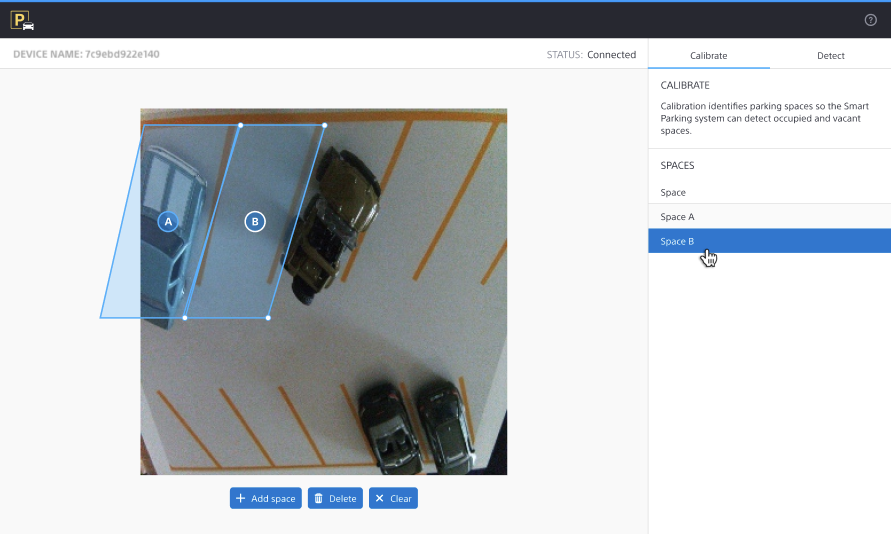 P
?
DEVICE NAME: 7c9ebd922e140
STATUS: Connected
Calibrate
Detect
CALIBRATE
Calibration identifies parking spaces so the Smart
Parking system can detect occupied and vacant
spaces.
SPACES
Space
Space A
Space B
A
B
Add space
Delete
Clear